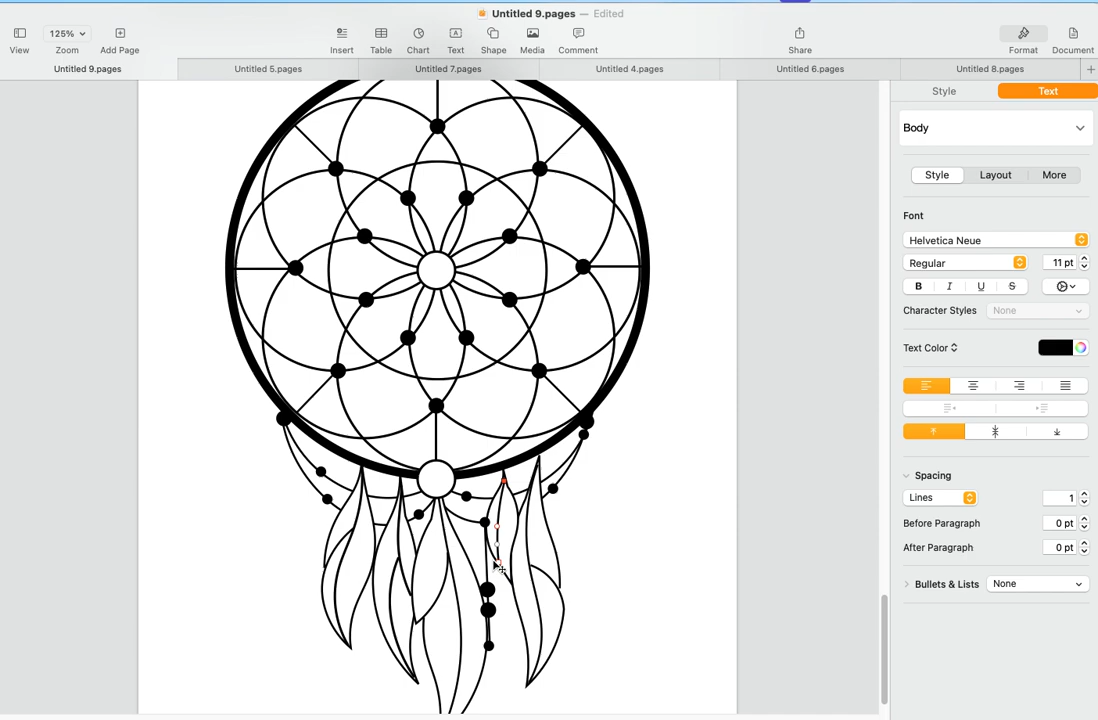 Untitled 9.pages — Edited
125%
View Zoom Add Page Insert Table Chart Text Shape Media Comment Share Format Document
Untitled 9.pages Untitled 5.pages Untitled 7.pages Untitled 4.pages Untitled 6.pages Untitled 8.pages
Style Text
Body
Style Layout More
Font
Helvetica Neue
Regular 11 pt
B I U S
Character Styles None
Text Color
Spacing
Lines 1
Before Paragraph 0 pt
After Paragraph 0 pt
Bullets & Lists None